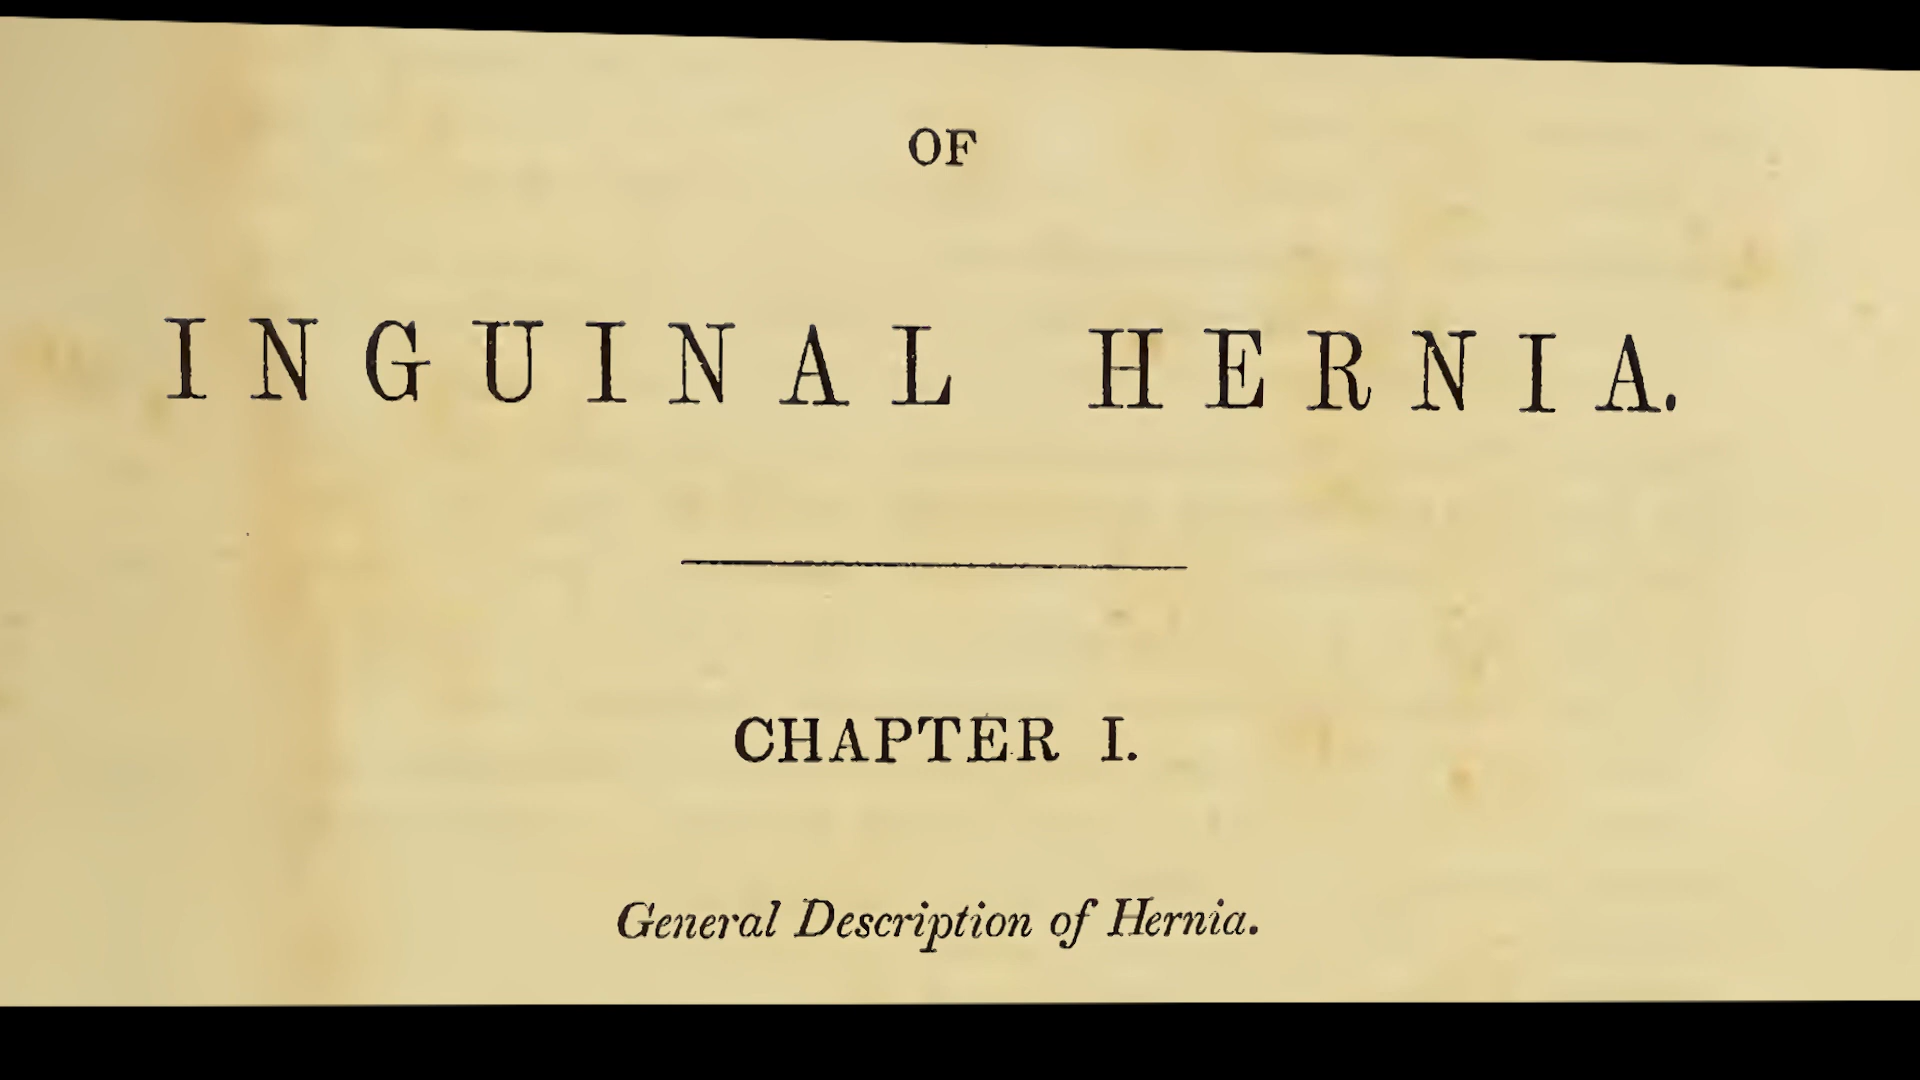 OF
INGUINAL HERNIA.
CHAPTER I.
General Description of Hernia.